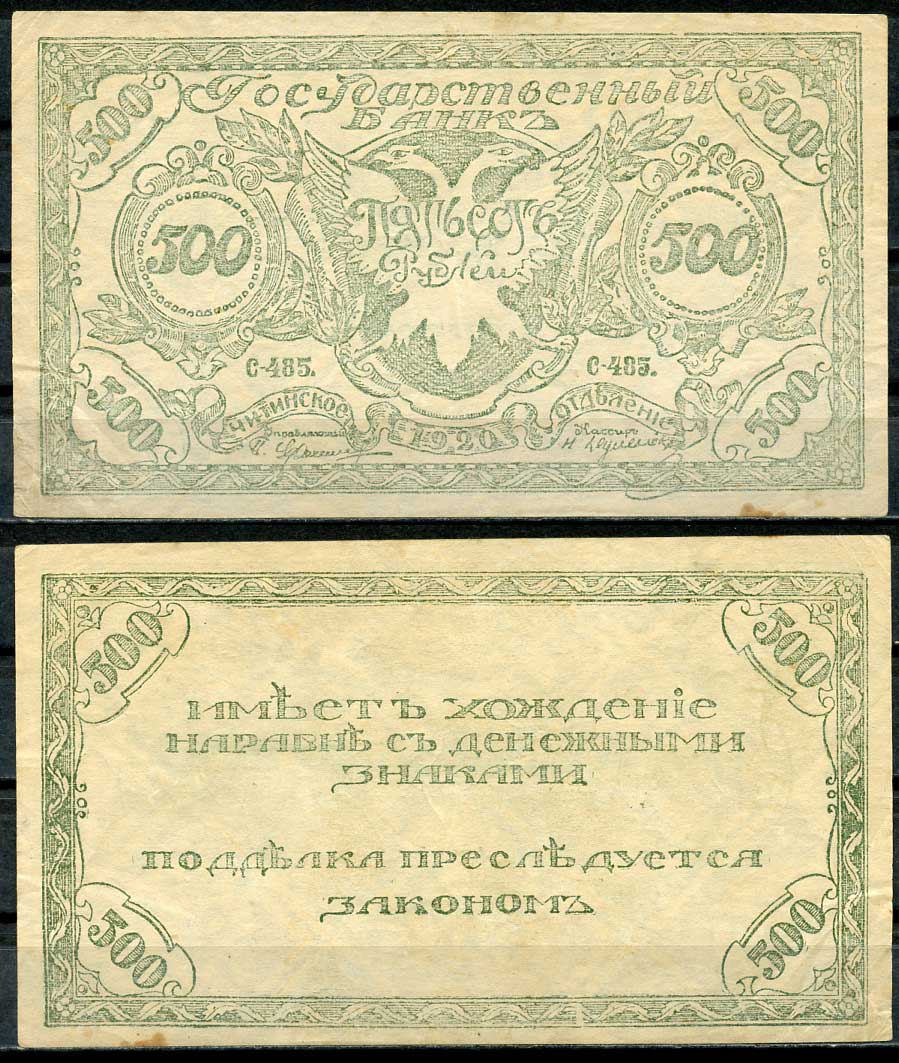 500
Государственный
500
БАНКЪ
500
Пятьсотъ
500
Рублей
С-485.
С-485.
500
ЧИТИНСКОЕ
1920
ОТДѢЛЕНІЕ
500
Управляющій
Кассиръ
500
500
ИМѢЕТЪ ХОЖДЕНІЕ
НАРАВНѢ СЪ ДЕНЕЖНЫМИ
ЗНАКАМИ
ПОДДѢЛКА ПРЕСЛѢДУЕТСЯ
ЗАКОНОМЪ
500
500